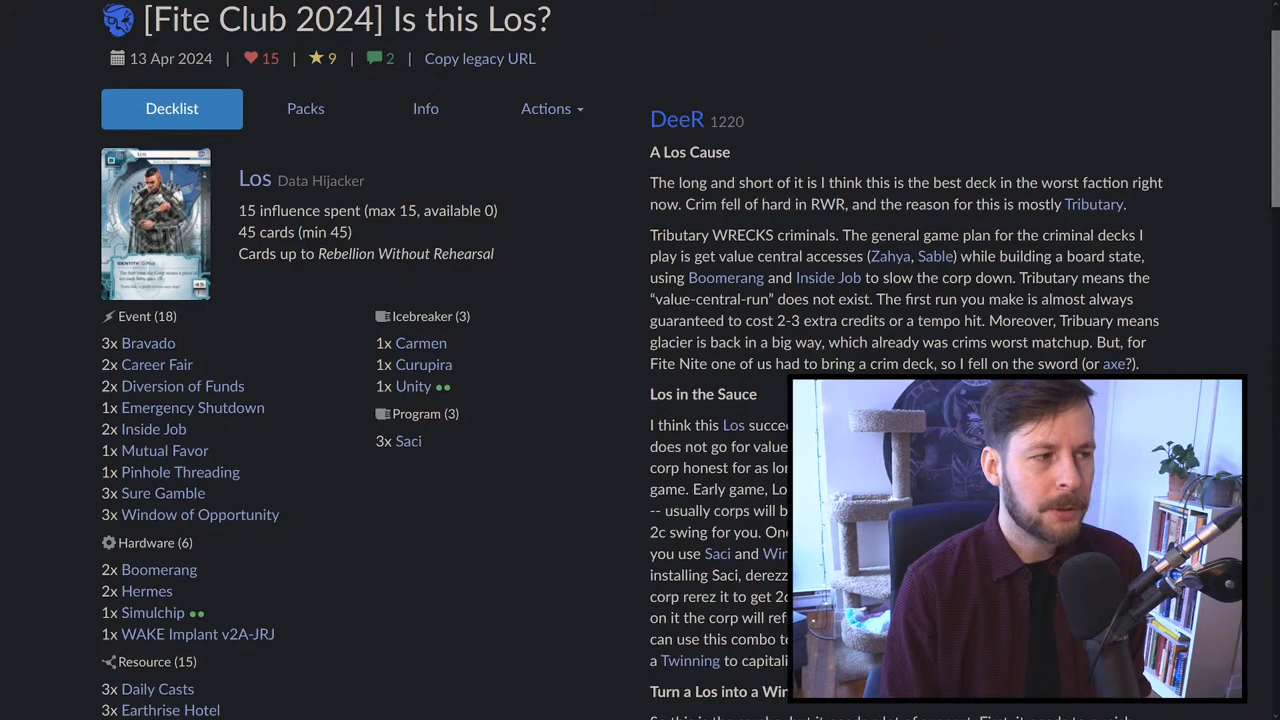 [Fite Club 2024] Is this Los?
13 Apr 2024 | 15 | 9 | 2 | Copy legacy URL
Decklist Packs Info Actions
Los Data Hijacker
15 influence spent (max 15, available 0)
45 cards (min 45)
Cards up to Rebellion Without Rehearsal
Event (18)
3x Bravado
2x Career Fair
2x Diversion of Funds
1x Emergency Shutdown
2x Inside Job
1x Mutual Favor
1x Pinhole Threading
3x Sure Gamble
3x Window of Opportunity
Hardware (6)
2x Boomerang
2x Hermes
1x Simulchip
1x WAKE Implant v2A-JRJ
Resource (15)
3x Daily Casts
3x Earthrise Hotel
Icebreaker (3)
1x Carmen
1x Curupira
1x Unity
Program (3)
3x Saci
DeeR 1220
A Los Cause
The long and short of it is I think this is the best deck in the worst faction right
now. Crim fell of hard in RWR, and the reason for this is mostly Tributary.
Tributary WRECKS criminals. The general game plan for the criminal decks I
play is get value central accesses (Zahya, Sable) while building a board state,
using Boomerang and Inside Job to slow the corp down. Tributary means the
“value-central-run” does not exist. The first run you make is almost always
guaranteed to cost 2-3 extra credits or a tempo hit. Moreover, Tribuary means
glacier is back in a big way, which already was crims worst matchup. But, for
Fite Nite one of us had to bring a crim deck, so I fell on the sword (or axe?).
Los in the Sauce
I think this Los succe
does not go for value
corp honest for as lon
game. Early game, Lo
-- usually corps will b
2c swing for you. One
you use Saci and Win
installing Saci, derezz
corp rerez it to get 2c
on it the corp will ref
can use this combo to
a Twinning to capitali
Turn a Los into a Win